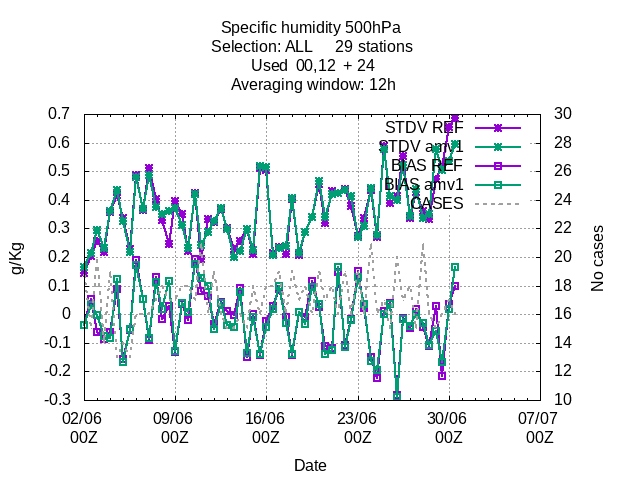 Specific humidity 500hPa
Selection: ALL 29 stations
Used 00,12 + 24
Averaging window: 12h
STDV REF
STDV amv1
BIAS REF
BIAS amv1
CASES
0.7
0.6
0.5
0.4
0.3
0.2
0.1
0
-0.1
-0.2
-0.3
g/Kg
30
28
26
24
22
20
18
16
14
12
10
No cases
02/06 09/06 16/06 23/06 30/06 07/07
00Z 00Z 00Z 00Z 00Z 00Z
Date